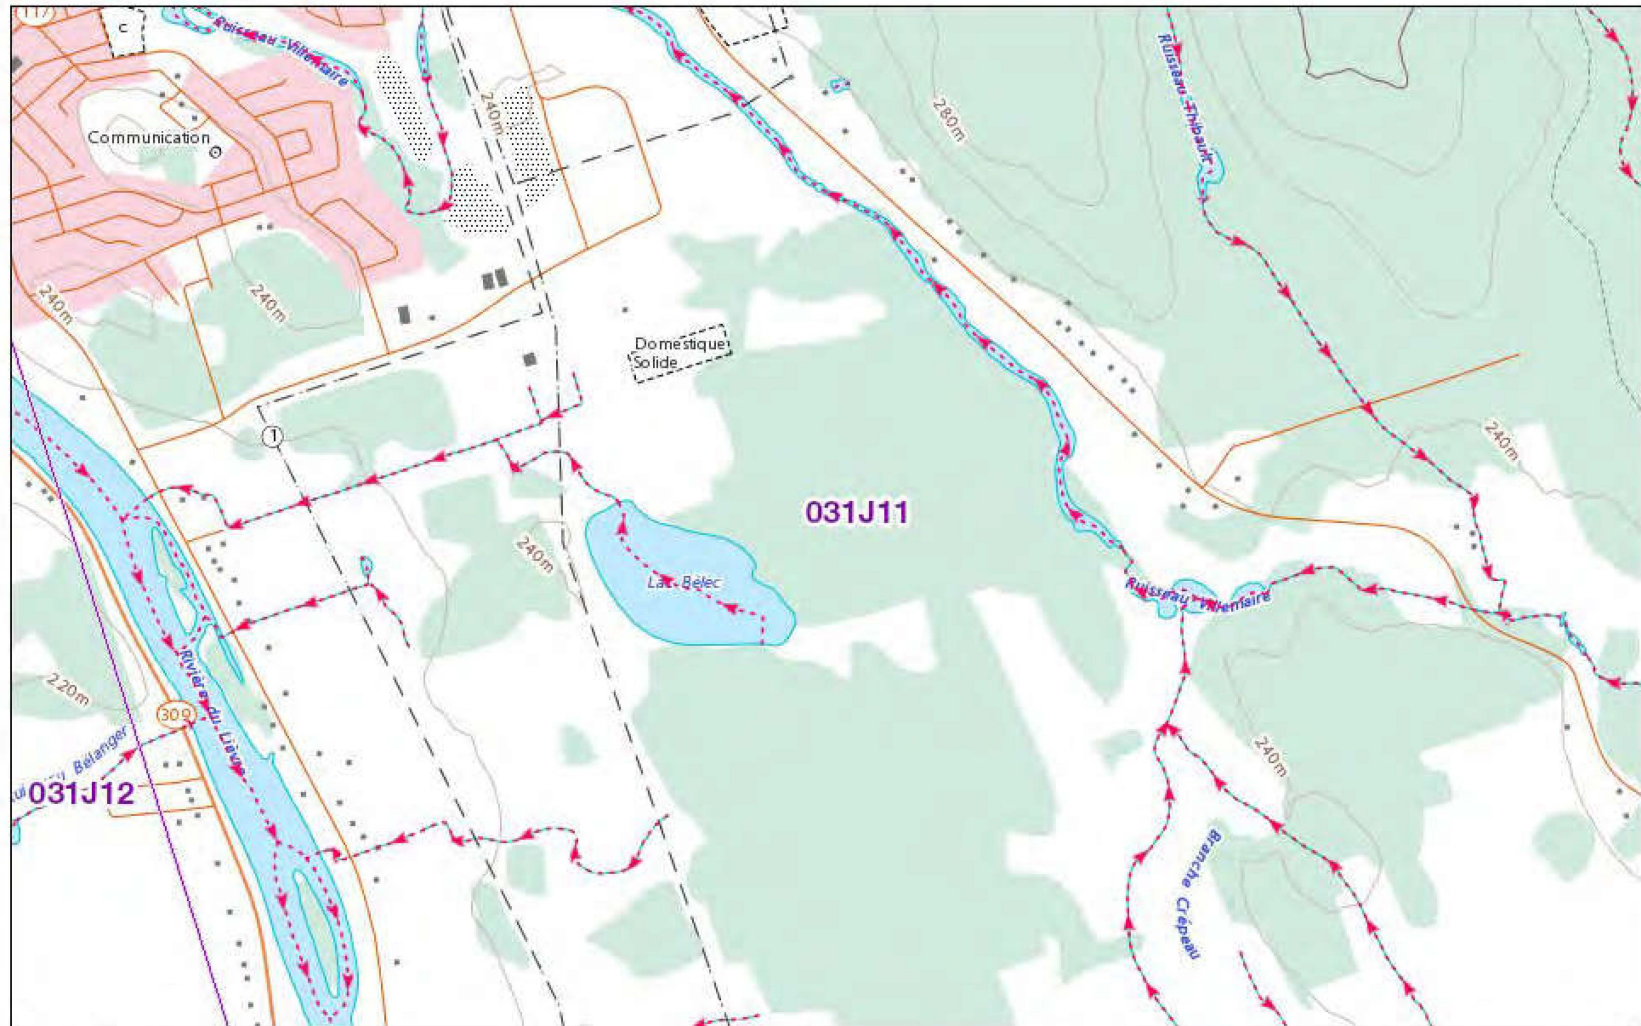 117
C
Ruisseau Villemaire
Communication
240m
280m
Ruisseau Thibault
240m
240m
Domestique
Solide
1
240m
031J11
240m
Lac Bélec
Ruisseau Villemaire
220m
309
Rivière du Lièvre
Bélanger
031J12
240m
Branche Crépeau